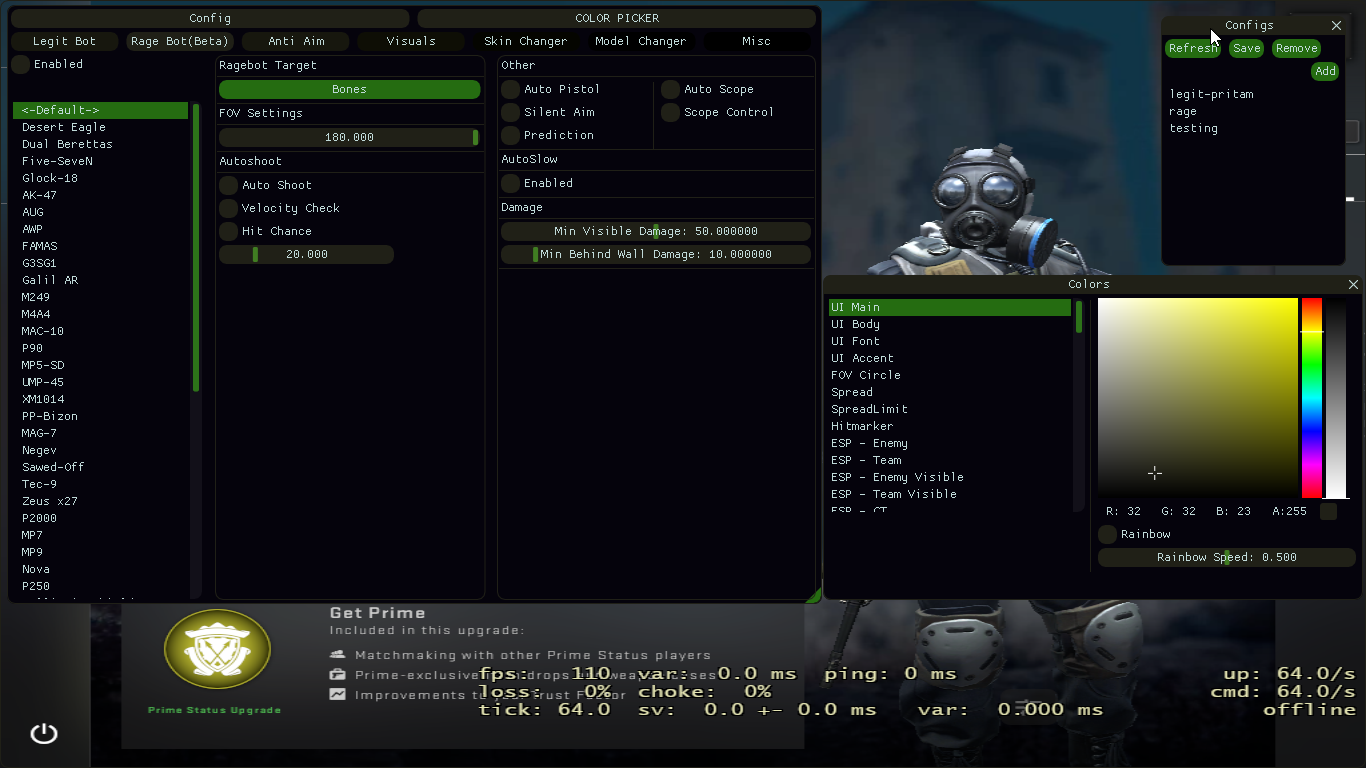 Config
COLOR PICKER
Legit Bot
Rage Bot(Beta)
Anti Aim
Visuals
Skin Changer
Model Changer
Misc
Enabled
<-Default->
Desert Eagle
Dual Berettas
Five-SeveN
Glock-18
AK-47
AUG
AWP
FAMAS
G3SG1
Galil AR
M249
M4A4
MAC-10
P90
MP5-SD
UMP-45
XM1014
PP-Bizon
MAG-7
Negev
Sawed-Off
Tec-9
Zeus x27
P2000
MP7
MP9
Nova
P250
Ragebot Target
Bones
FOV Settings
180.000
Autoshoot
Auto Shoot
Velocity Check
Hit Chance
20.000
Other
Auto Pistol
Silent Aim
Prediction
Auto Scope
Scope Control
AutoSlow
Enabled
Damage
Min Visible Damage: 50.000000
Min Behind Wall Damage: 10.000000
Configs
Refresh
Save
Remove
Add
legit-pritam
rage
testing
Colors
UI Main
UI Body
UI Font
UI Accent
FOV Circle
Spread
SpreadLimit
Hitmarker
ESP - Enemy
ESP - Team
ESP - Enemy Visible
ESP - Team Visible
ESP - CT
R: 32 G: 32 B: 23 A:255
Rainbow
Rainbow Speed: 0.500
Prime Status Upgrade
Get Prime
Included in this upgrade:
Matchmaking with other Prime Status players
Prime-exclusive
Improvements to
fps: 110 var: 0.0 ms ping: 0 ms
loss: 0% choke: 0%
tick: 64.0 sv: 0.0 +- 0.0 ms var: 0.000 ms
up: 64.0/s
cmd: 64.0/s
offline